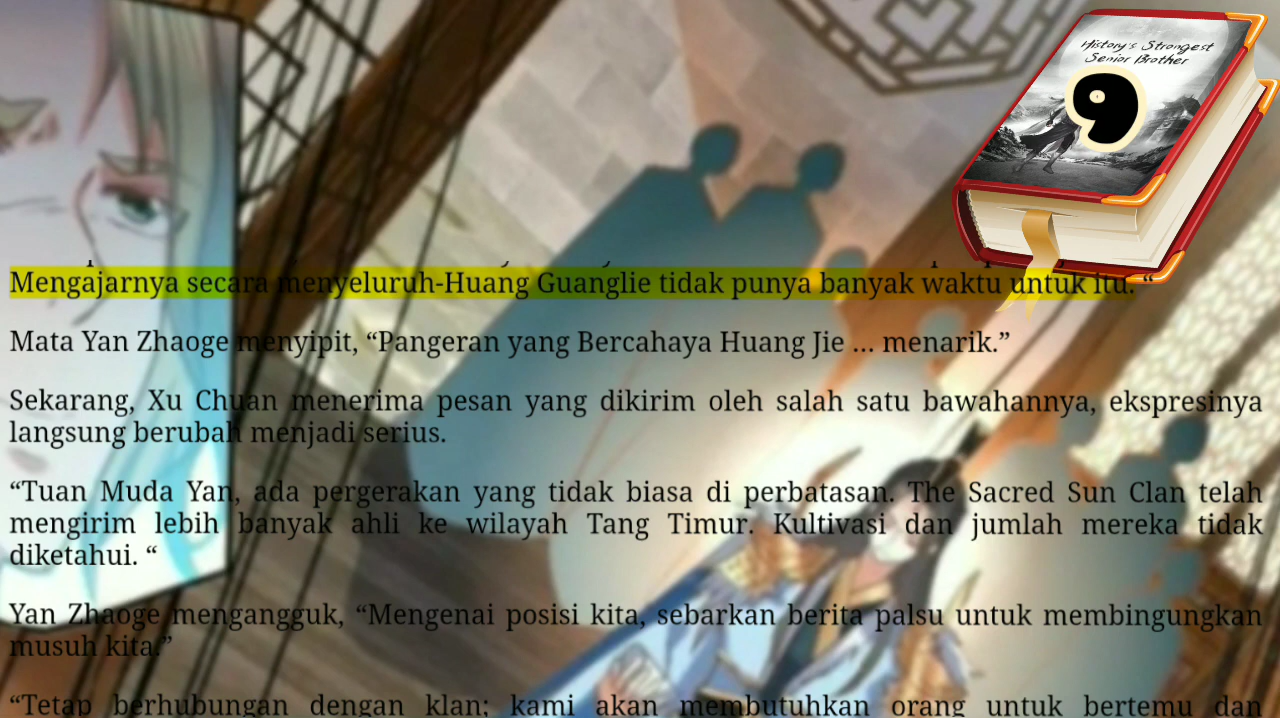 History's Strongest
Senior Brother
9
Mengajarnya secara menyeluruh-Huang Guanglie tidak punya banyak waktu untuk itu. “
Mata Yan Zhaoge menyipit, “Pangeran yang Bercahaya Huang Jie ... menarik.”
Sekarang, Xu Chuan menerima pesan yang dikirim oleh salah satu bawahannya, ekspresinya
langsung berubah menjadi serius.
“Tuan Muda Yan, ada pergerakan yang tidak biasa di perbatasan. The Sacred Sun Clan telah
mengirim lebih banyak ahli ke wilayah Tang Timur. Kultivasi dan jumlah mereka tidak
diketahui. “
Yan Zhaoge mengangguk, “Mengenai posisi kita, sebarkan berita palsu untuk membingungkan
musuh kita.”
“Tetap berhubungan dengan klan; kami akan membutuhkan orang untuk bertemu dan